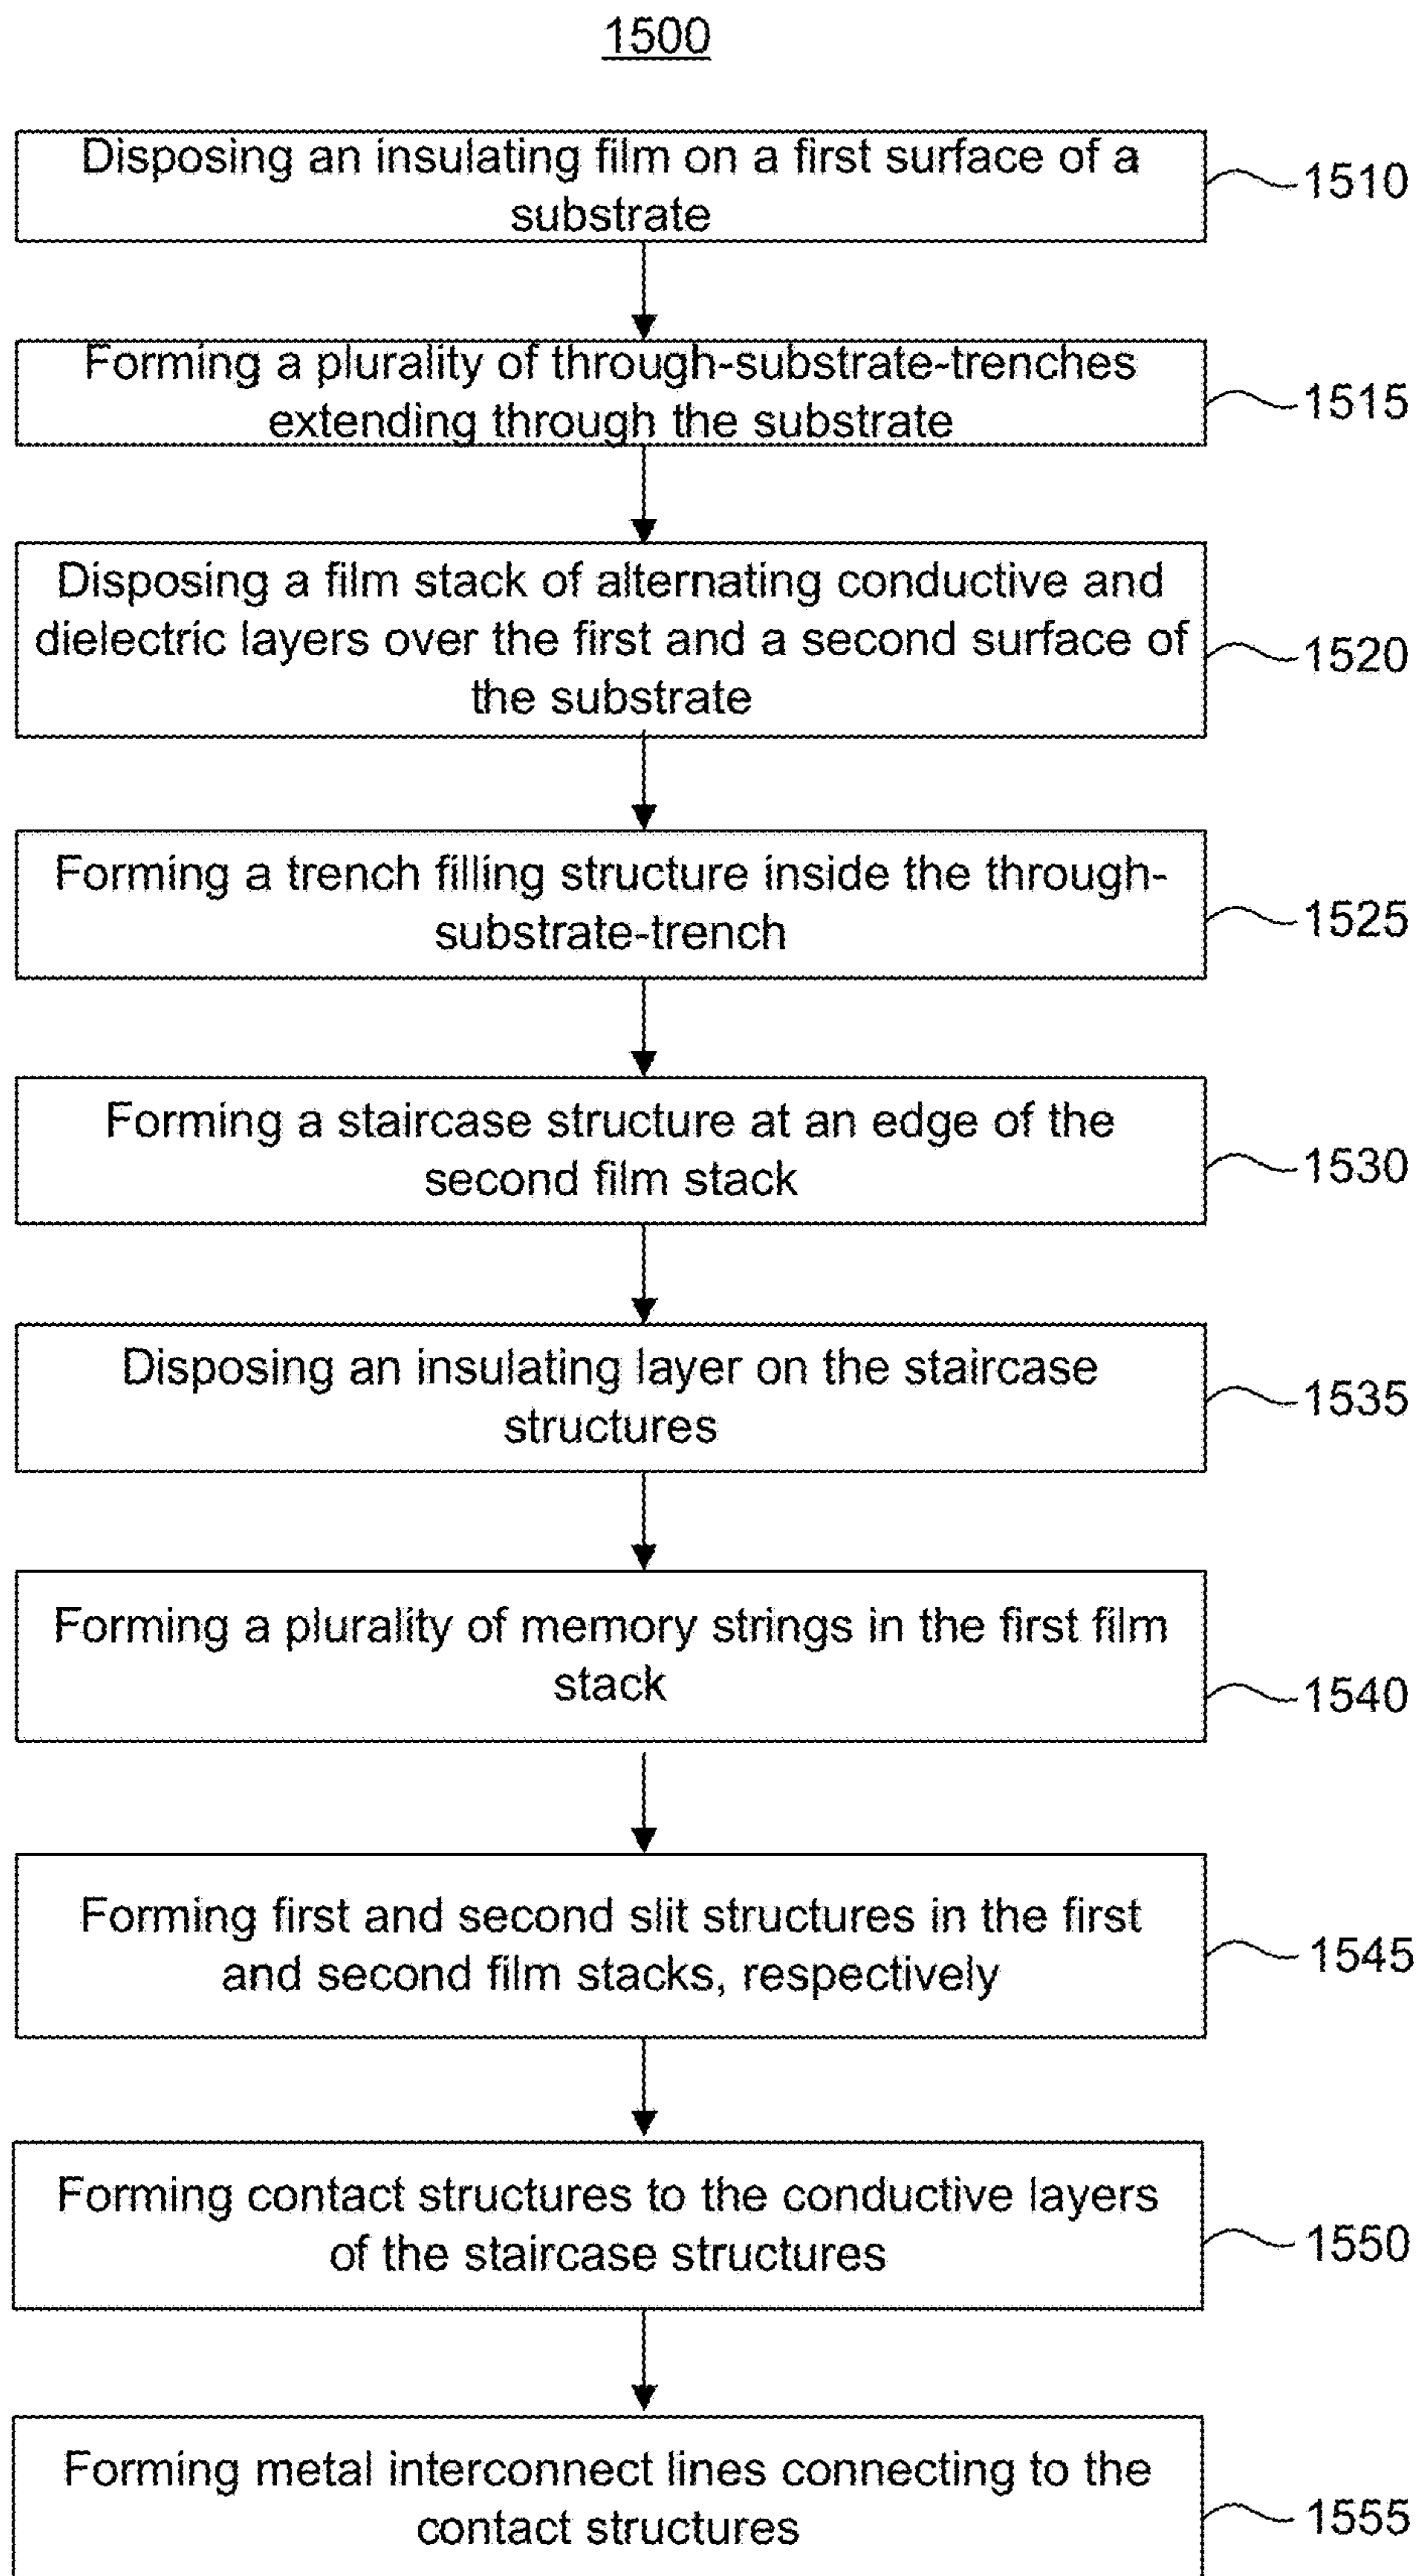 1500
Disposing an insulating film on a first surface of a
substrate
1510
Forming a plurality of through-substrate-trenches
extending through the substrate
1515
Disposing a film stack of alternating conductive and
dielectric layers over the first and a second surface of
the substrate
1520
Forming a trench filling structure inside the through-
substrate-trench
1525
Forming a staircase structure at an edge of the
second film stack
1530
Disposing an insulating layer on the staircase
structures
1535
Forming a plurality of memory strings in the first film
stack
1540
Forming first and second slit structures in the first
and second film stacks, respectively
1545
Forming contact structures to the conductive layers
of the staircase structures
1550
Forming metal interconnect lines connecting to the
contact structures
1555